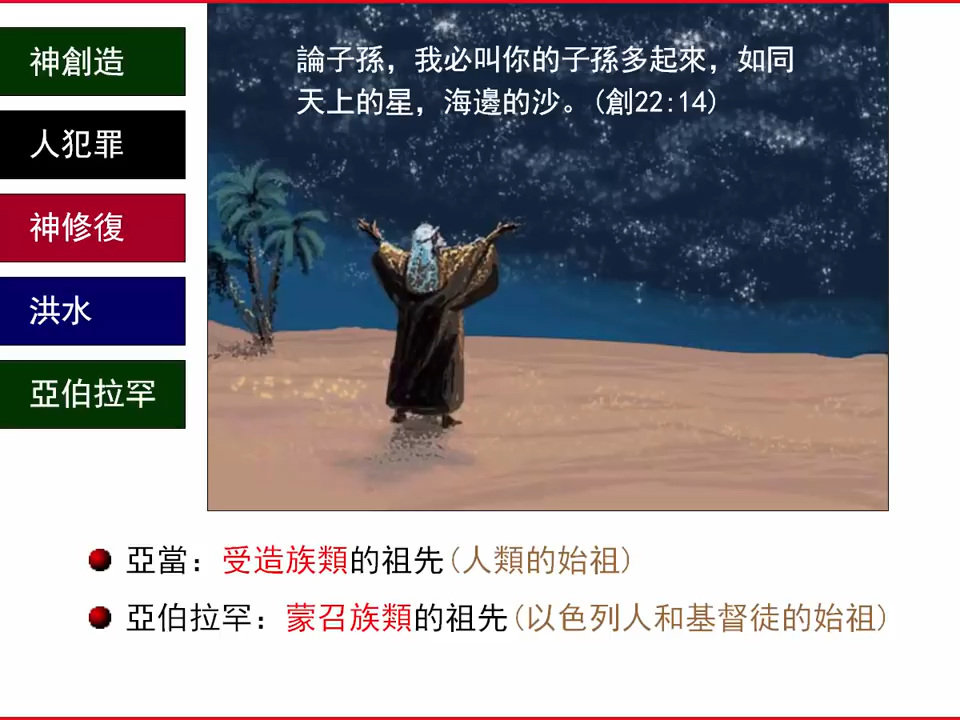 神創造
人犯罪
神修復
洪水
亞伯拉罕
論子孫，我必叫你的子孫多起來，如同
天上的星，海邊的沙。(創22:14)
亞當：受造族類的祖先(人類的始祖)
亞伯拉罕：蒙召族類的祖先(以色列人和基督徒的始祖)